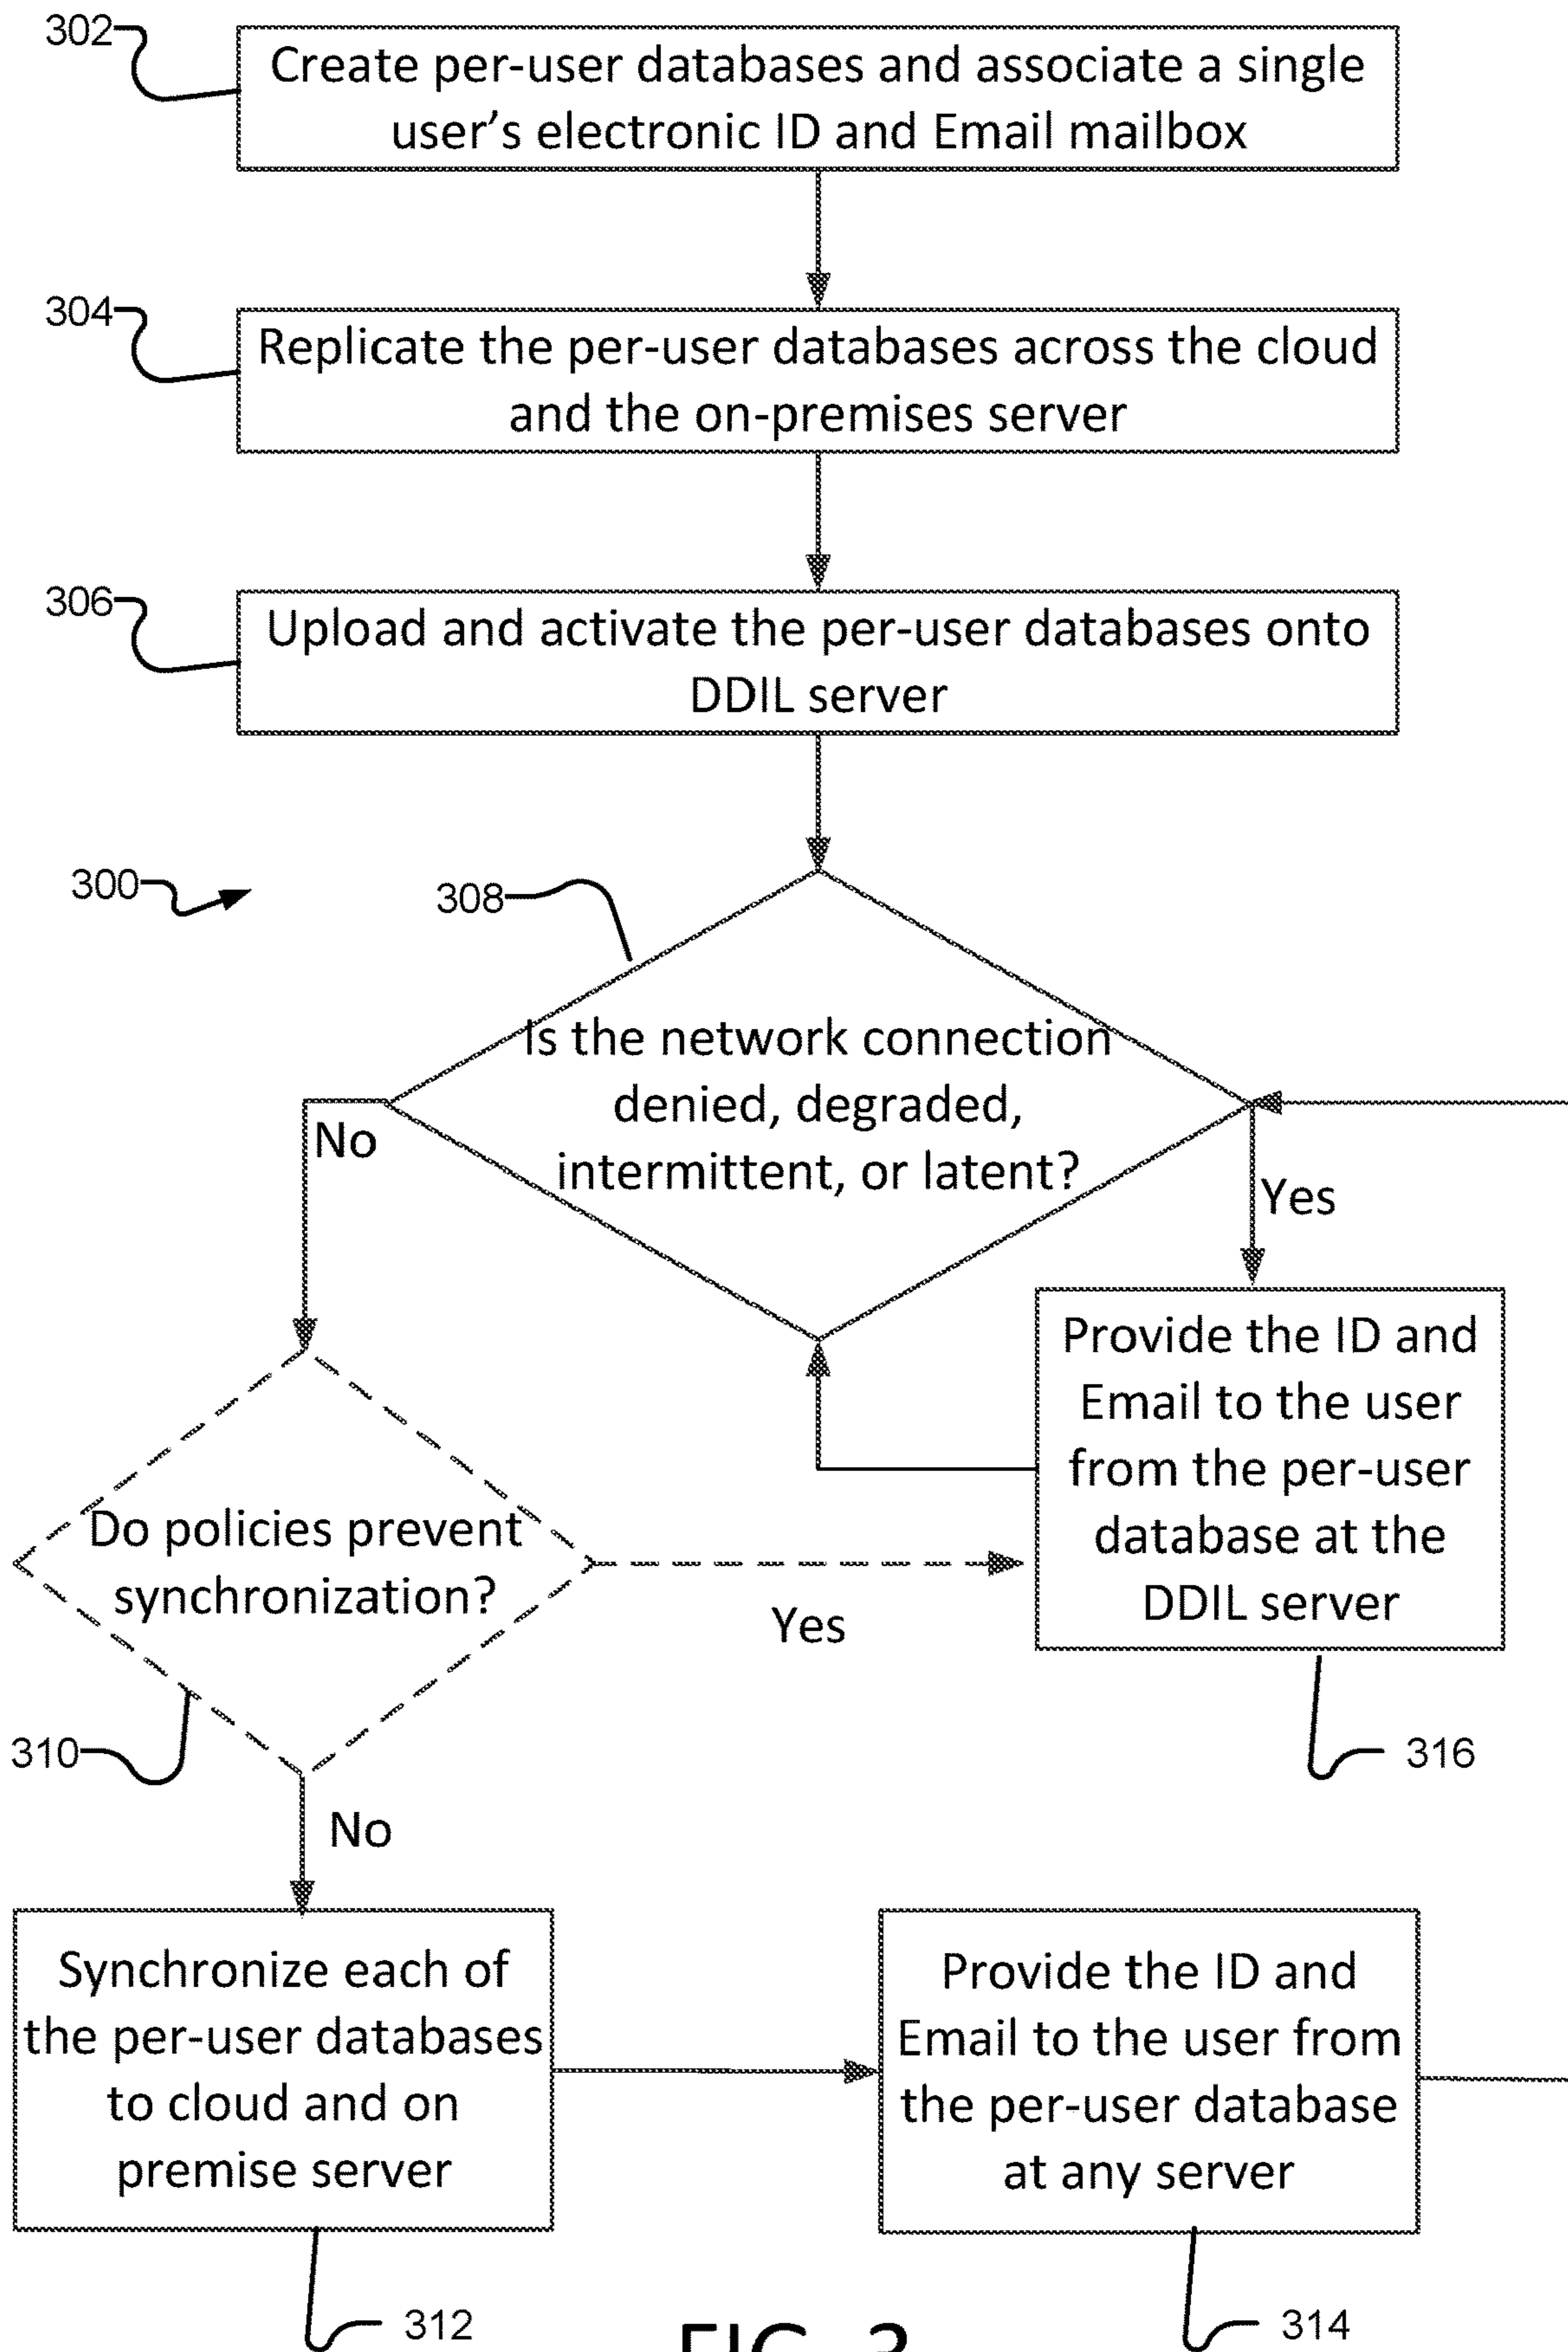 302
Create per-user databases and associate a single
user's electronic ID and Email mailbox
304
Replicate the per-user databases across the cloud
and the on-premises server
306
Upload and activate the per-user databases onto
DDIL server
300
308
Is the network connection
denied, degraded,
intermittent, or latent?
No
Yes
Provide the ID and
Email to the user
from the per-user
database at the
DDIL server
316
Do policies prevent
synchronization?
Yes
310
No
Synchronize each of
the per-user databases
to cloud and on
premise server
312
Provide the ID and
Email to the user from
the per-user database
at any server
314
FIG. 3